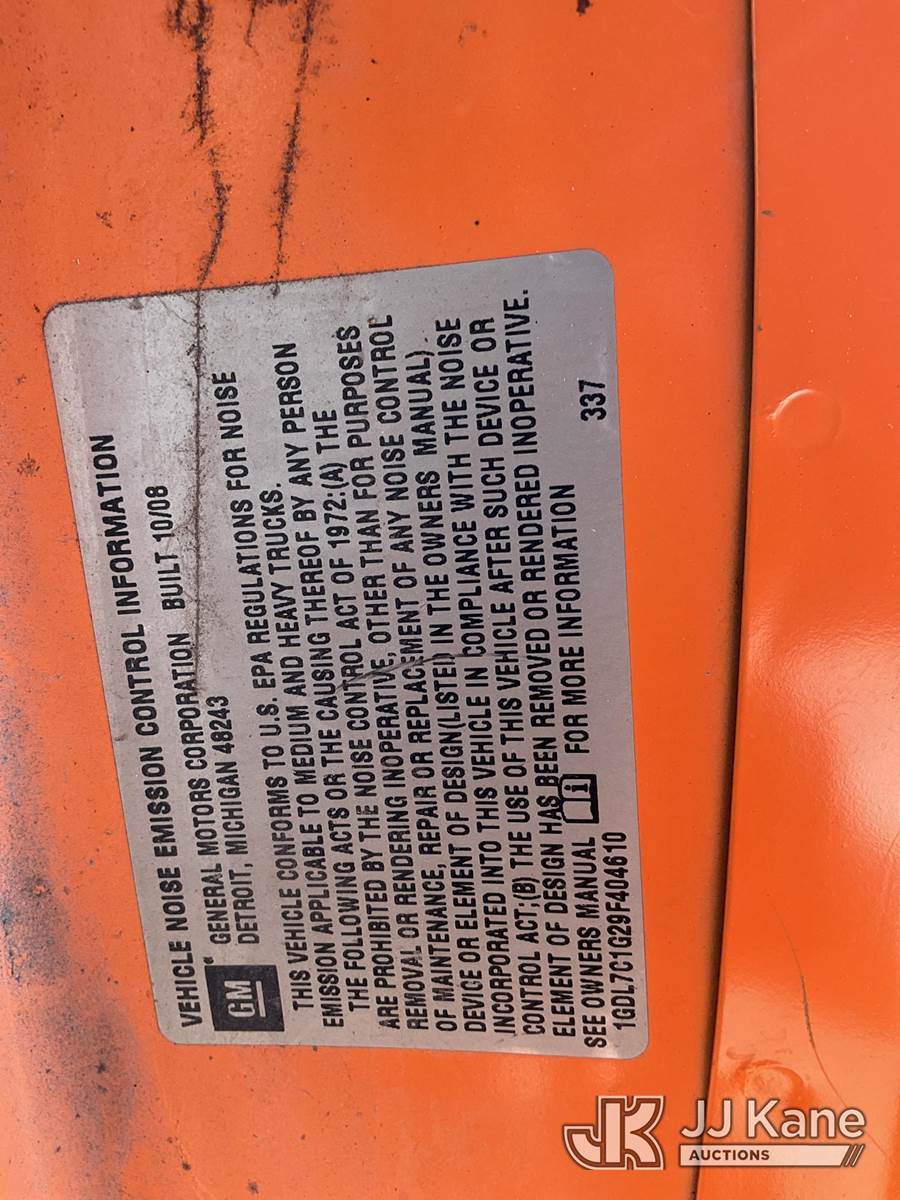 VEHICLE NOISE EMISSION CONTROL INFORMATION
GM
GENERAL MOTORS CORPORATION BUILT 10/08
DETROIT, MICHIGAN 48243
THIS VEHICLE CONFORMS TO U.S. EPA REGULATIONS FOR NOISE
EMISSION APPLICABLE TO MEDIUM AND HEAVY TRUCKS.
THE FOLLOWING ACTS OR THE CAUSING THEREOF BY ANY PERSON
ARE PROHIBITED BY THE NOISE CONTROL ACT OF 1972:(A) THE
REMOVAL OR RENDERING INOPERATIVE, OTHER THAN FOR PURPOSES
OF MAINTENANCE, REPAIR OR REPLACEMENT OF ANY NOISE CONTROL
DEVICE OR ELEMENT OF DESIGN(LISTED IN THE OWNERS MANUAL)
INCORPORATED INTO THIS VEHICLE IN COMPLIANCE WITH THE NOISE
CONTROL ACT,(B) THE USE OF THIS VEHICLE AFTER SUCH DEVICE OR
ELEMENT OF DESIGN HAS BEEN REMOVED OR RENDERED INOPERATIVE.
SEE OWNERS MANUAL i FOR MORE INFORMATION
1GDL7C1G29F404610 337
JK JJ Kane
AUCTIONS